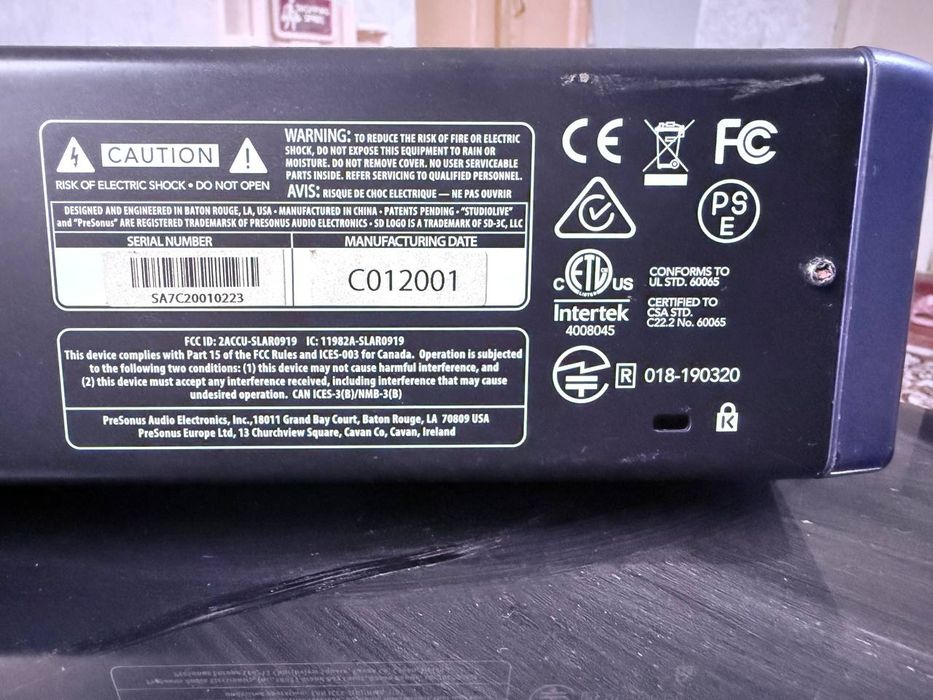 CAUTION
RISK OF ELECTRIC SHOCK • DO NOT OPEN
WARNING: TO REDUCE THE RISK OF FIRE OR ELECTRIC
SHOCK, DO NOT EXPOSE THIS EQUIPMENT TO RAIN OR
MOISTURE. DO NOT REMOVE COVER. NO USER SERVICEABLE
PARTS INSIDE. REFER SERVICING TO QUALIFIED PERSONNEL.
AVIS: RISQUE DE CHOC ELECTRIQUE — NE PAS OUVRIR
DESIGNED AND ENGINEERED IN BATON ROUGE, LA, USA • MANUFACTURED IN CHINA • PATENTS PENDING • "STUDIOLIVE"
and "PreSonus" ARE REGISTERED TRADEMARSK OF PRESONUS AUDIO ELECTRONICS • SD LOGO IS A TRADEMARK OF SD-3C, LLC
SERIAL NUMBER
MANUFACTURING DATE
SA7C20010223
C012001
FCC ID: 2ACCU-SLAR0919 IC: 11982A-SLAR0919
This device complies with Part 15 of the FCC Rules and ICES-003 for Canada. Operation is subjected
to the following two conditions: (1) this device may not cause harmful interference, and
(2) this device must accept any interference received, including interference that may cause
undesired operation. CAN ICES-3(B)/NMB-3(B)
PreSonus Audio Electronics, Inc.,18011 Grand Bay Court, Baton Rouge, LA 70809 USA
PreSonus Europe Ltd, 13 Churchview Square, Cavan Co, Cavan, Ireland
CE
FC
PS
E
C ETL US
LISTED
Intertek
4008045
CONFORMS TO
UL STD. 60065
CERTIFIED TO
CSA STD.
C22.2 No. 60065
R 018-190320
K